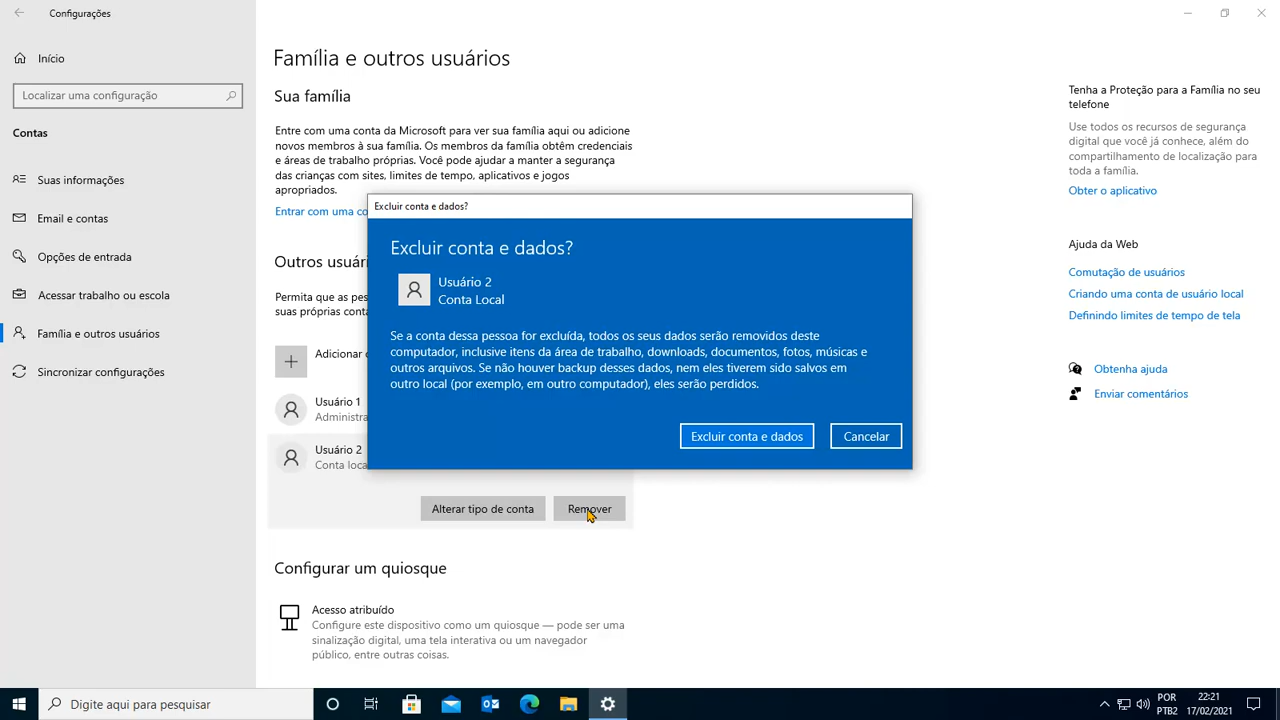 Configurações
Início
Localizar uma configuração
Contas
Suas informações
Email e contas
Opções de entrada
Acessar trabalho ou escola
Família e outros usuários
Sincronizar configurações
Família e outros usuários
Sua família
Entre com uma conta da Microsoft para ver sua família aqui ou adicione
novos membros à sua família. Os membros da família obtêm credenciais
e áreas de trabalho próprias. Você pode ajudar a manter a segurança
das crianças com sites, limites de tempo, aplicativos e jogos
apropriados.
Entrar com uma
Outros
Permita que as
suas próprias
Adicionar
Usuário 1
Usuário 2
Conta
Alterar tipo de conta
Remover
Configurar um quiosque
Acesso atribuído
Configure este dispositivo como um quiosque — pode ser uma
sinalização digital, uma tela interativa ou um navegador
público, entre outras coisas.
Excluir conta e dados?
Excluir conta e dados?
Usuário 2
Conta Local
Se a conta dessa pessoa for excluída, todos os seus dados serão removidos deste
computador, inclusive itens da área de trabalho, downloads, documentos, fotos, músicas e
outros arquivos. Se não houver backup desses dados, nem eles tiverem sido salvos em
outro local (por exemplo, em outro computador), eles serão perdidos.
Excluir conta e dados
Cancelar
Tenha a Proteção para a Família no seu
telefone
Use todos os recursos de segurança
digital que você já conhece, além do
compartilhamento de localização para
toda a família.
Obter o aplicativo
Ajuda da Web
Comutação de usuários
Criando uma conta de usuário local
Definindo limites de tempo de tela
Obtenha ajuda
Enviar comentários
Digite aqui para pesquisar
POR
PTB2
22:21
17/02/2021